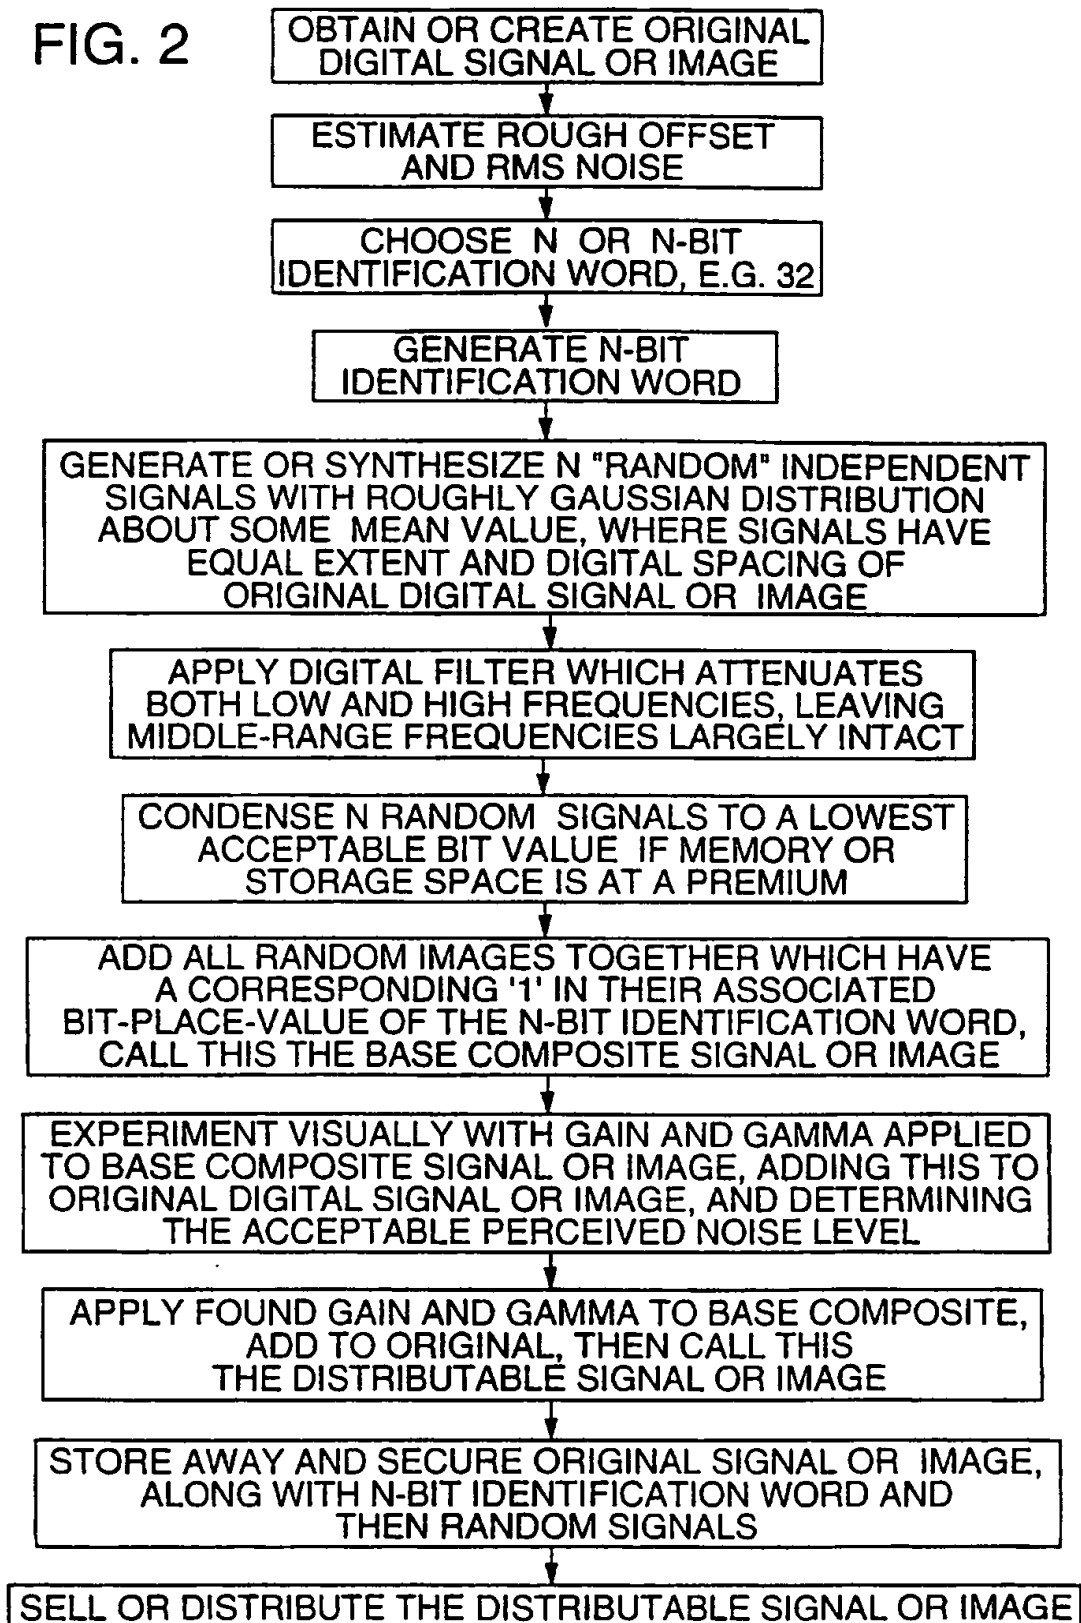 FIG. 2
OBTAIN OR CREATE ORIGINAL
DIGITAL SIGNAL OR IMAGE
ESTIMATE ROUGH OFFSET
AND RMS NOISE
CHOOSE N OR N-BIT
IDENTIFICATION WORD, E.G. 32
GENERATE N-BIT
IDENTIFICATION WORD
GENERATE OR SYNTHESIZE N "RANDOM" INDEPENDENT
SIGNALS WITH ROUGHLY GAUSSIAN DISTRIBUTION
ABOUT SOME MEAN VALUE, WHERE SIGNALS HAVE
EQUAL EXTENT AND DIGITAL SPACING OF
ORIGINAL DIGITAL SIGNAL OR IMAGE
APPLY DIGITAL FILTER WHICH ATTENUATES
BOTH LOW AND HIGH FREQUENCIES, LEAVING
MIDDLE-RANGE FREQUENCIES LARGELY INTACT
CONDENSE N RANDOM SIGNALS TO A LOWEST
ACCEPTABLE BIT VALUE IF MEMORY OR
STORAGE SPACE IS AT A PREMIUM
ADD ALL RANDOM IMAGES TOGETHER WHICH HAVE
A CORRESPONDING '1' IN THEIR ASSOCIATED
BIT-PLACE-VALUE OF THE N-BIT IDENTIFICATION WORD,
CALL THIS THE BASE COMPOSITE SIGNAL OR IMAGE
EXPERIMENT VISUALLY WITH GAIN AND GAMMA APPLIED
TO BASE COMPOSITE SIGNAL OR IMAGE, ADDING THIS TO
ORIGINAL DIGITAL SIGNAL OR IMAGE, AND DETERMINING
THE ACCEPTABLE PERCEIVED NOISE LEVEL
APPLY FOUND GAIN AND GAMMA TO BASE COMPOSITE,
ADD TO ORIGINAL, THEN CALL THIS
THE DISTRIBUTABLE SIGNAL OR IMAGE
STORE AWAY AND SECURE ORIGINAL SIGNAL OR IMAGE,
ALONG WITH N-BIT IDENTIFICATION WORD AND
THEN RANDOM SIGNALS
SELL OR DISTRIBUTE THE DISTRIBUTABLE SIGNAL OR IMAGE